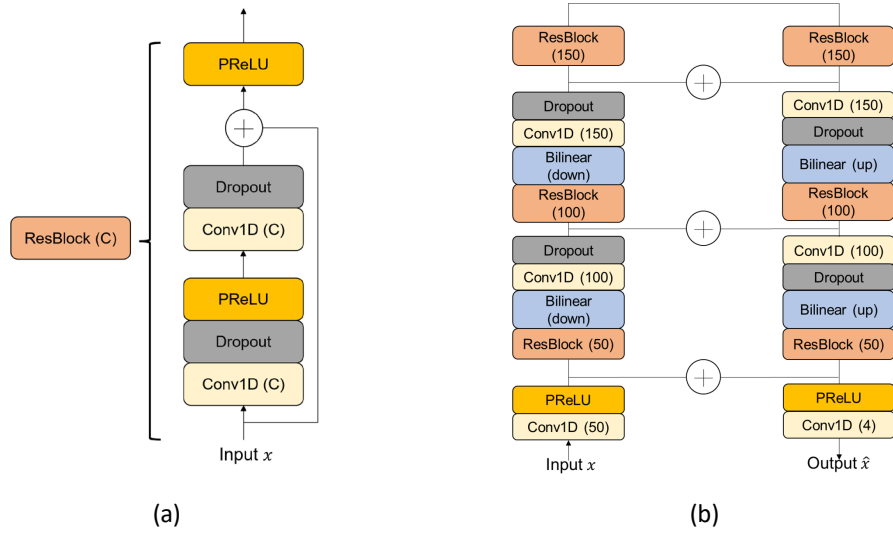 PReLU
Dropout
Conv1D (C)
PReLU
Dropout
Conv1D (C)
Input x
ResBlock (C)
(a)
ResBlock
(150)
Dropout
Conv1D (150)
Bilinear
(down)
ResBlock
(100)
Dropout
Conv1D (100)
Bilinear
(down)
ResBlock (50)
PReLU
Conv1D (50)
Input x
ResBlock
(150)
Conv1D (150)
Dropout
Bilinear (up)
ResBlock
(100)
Conv1D (100)
Dropout
Bilinear (up)
ResBlock (50)
PReLU
Conv1D (4)
Output x̂
(b)